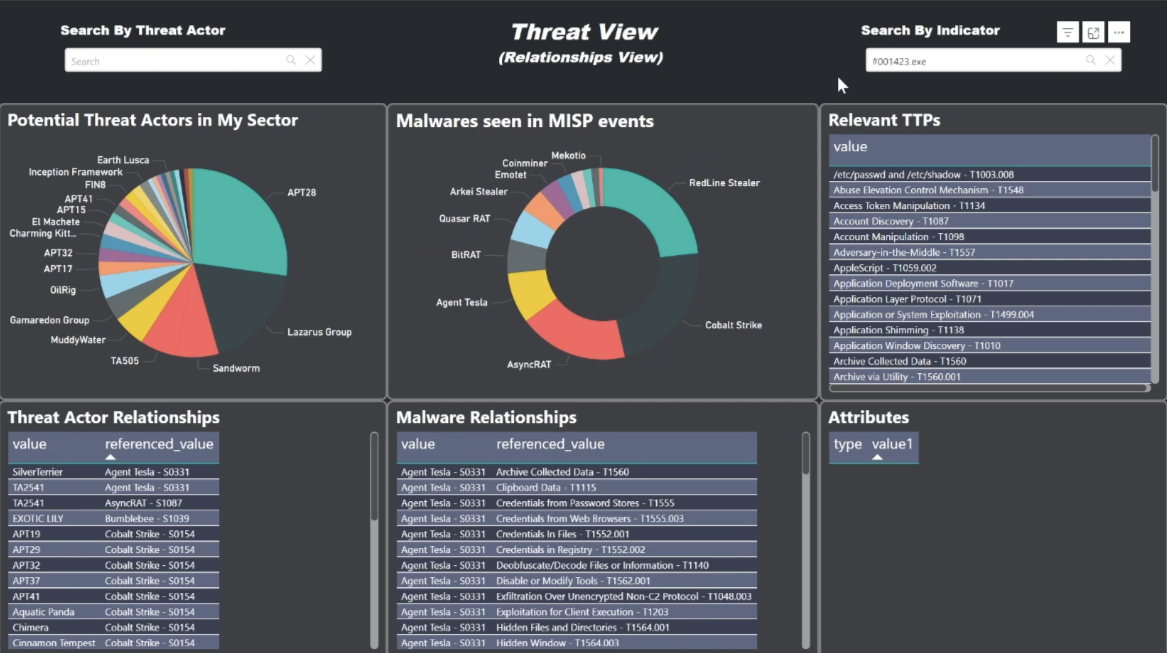 Search By Threat Actor
Search
Threat View
(Relationships View)
Search By Indicator
#001423.exe
Potential Threat Actors in My Sector
Earth Lusca
Inception Framework
FIN8
APT41
APT15
El Machete
Charming Kitt...
APT32
APT17
OilRig
Gamaredon Group
MuddyWater
TA505
Sandworm
Lazarus Group
APT28
Malwares seen in MISP events
Mekotio
Coinminer
Emotet
Arkei Stealer
Quasar RAT
BitRAT
Agent Tesla
AsyncRAT
Cobalt Strike
RedLine Stealer
Relevant TTPs
value
/etc/passwd and /etc/shadow - T1003.008
Abuse Elevation Control Mechanism - T1548
Access Token Manipulation - T1134
Account Discovery - T1087
Account Manipulation - T1098
Adversary-in-the-Middle - T1557
AppleScript - T1059.002
Application Deployment Software - T1017
Application Layer Protocol - T1071
Application or System Exploitation - T1499.004
Application Shimming - T1138
Application Window Discovery - T1010
Archive Collected Data - T1560
Archive via Utility - T1560.001
Threat Actor Relationships
value referenced_value
SilverTerrier Agent Tesla - S0331
TA2541 Agent Tesla - S0331
TA2541 AsyncRAT - S1087
EXOTIC LILY Bumblebee - S1039
APT19 Cobalt Strike - S0154
APT29 Cobalt Strike - S0154
APT32 Cobalt Strike - S0154
APT37 Cobalt Strike - S0154
APT41 Cobalt Strike - S0154
Aquatic Panda Cobalt Strike - S0154
Chimera Cobalt Strike - S0154
Cinnamon Tempest Cobalt Strike - S0154
Malware Relationships
value referenced_value
Agent Tesla - S0331 Archive Collected Data - T1560
Agent Tesla - S0331 Clipboard Data - T1115
Agent Tesla - S0331 Credentials from Password Stores - T1555
Agent Tesla - S0331 Credentials from Web Browsers - T1555.003
Agent Tesla - S0331 Credentials In Files - T1552.001
Agent Tesla - S0331 Credentials in Registry - T1552.002
Agent Tesla - S0331 Deobfuscate/Decode Files or Information - T1140
Agent Tesla - S0331 Disable or Modify Tools - T1562.001
Agent Tesla - S0331 Exfiltration Over Unencrypted Non-C2 Protocol - T1048.003
Agent Tesla - S0331 Exploitation for Client Execution - T1203
Agent Tesla - S0331 Hidden Files and Directories - T1564.001
Agent Tesla - S0331 Hidden Window - T1564.003
Attributes
type value1